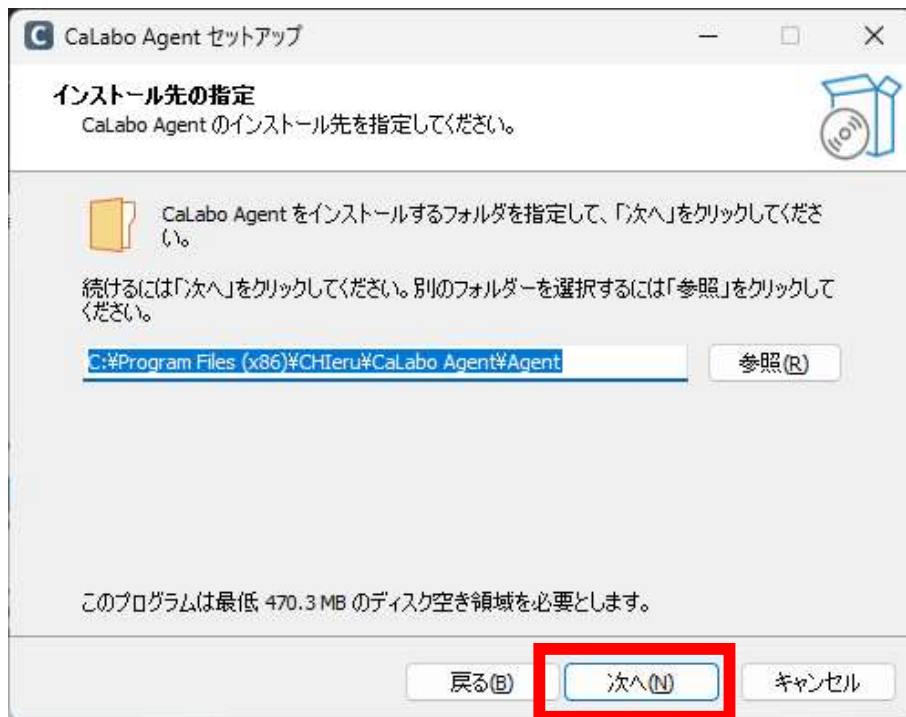 CaLabo Agent セットアップ
インストール先の指定
CaLabo Agent のインストール先を指定してください。
CaLabo Agent をインストールするフォルダを指定して、「次へ」をクリックしてくださ
い。
続けるには「次へ」をクリックしてください。別のフォルダーを選択するには「参照」をクリックして
ください。
C:¥Program Files (x86)¥CHIeru¥CaLabo Agent¥Agent
参照(R)
このプログラムは最低 470.3 MB のディスク空き領域を必要とします。
戻る(B) 次へ(N) キャンセル